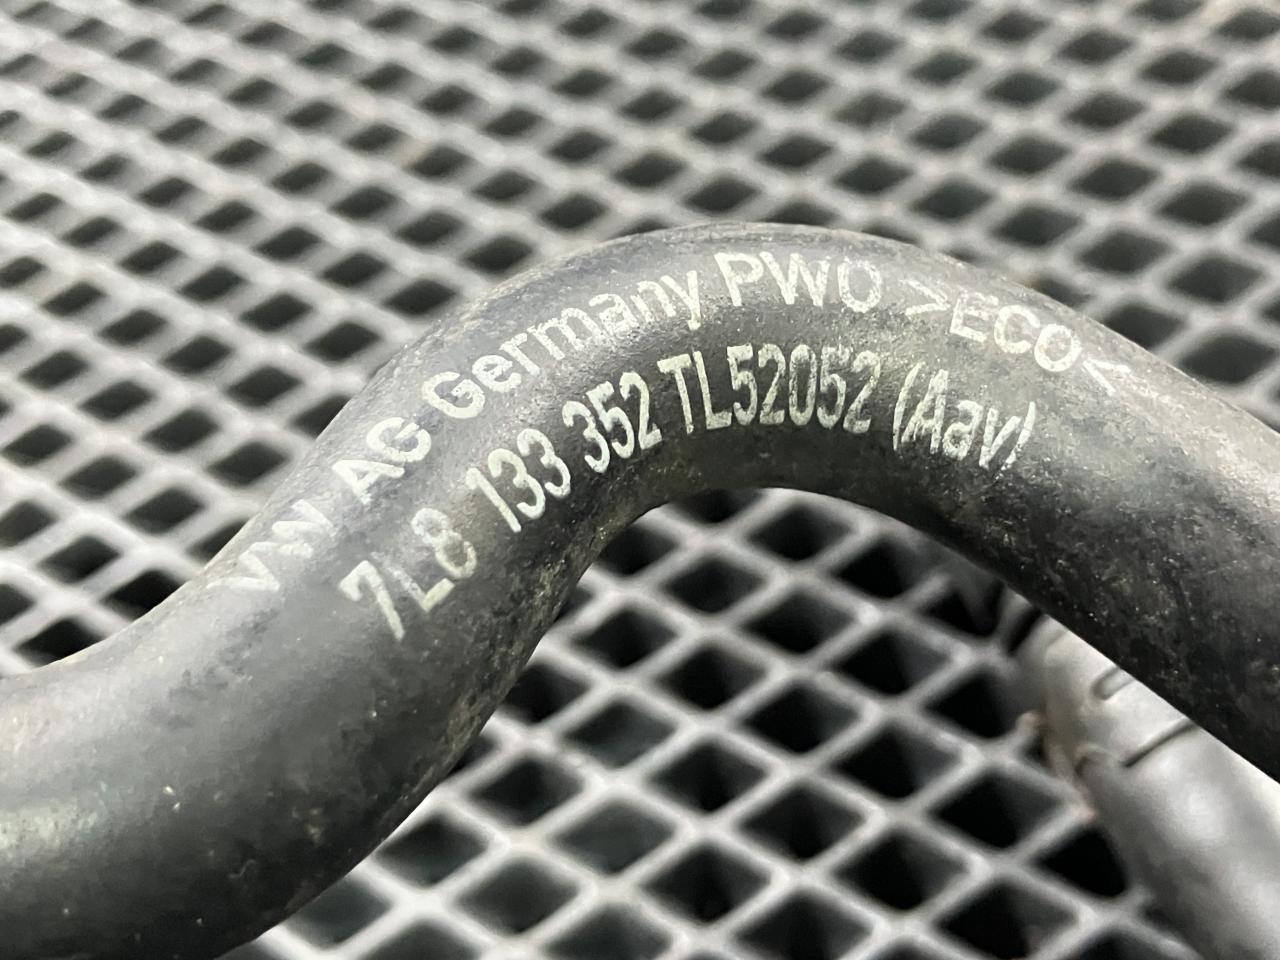 VW AG Germany PWO >ECO<
7L8 133 352 TL52052 (Aav)